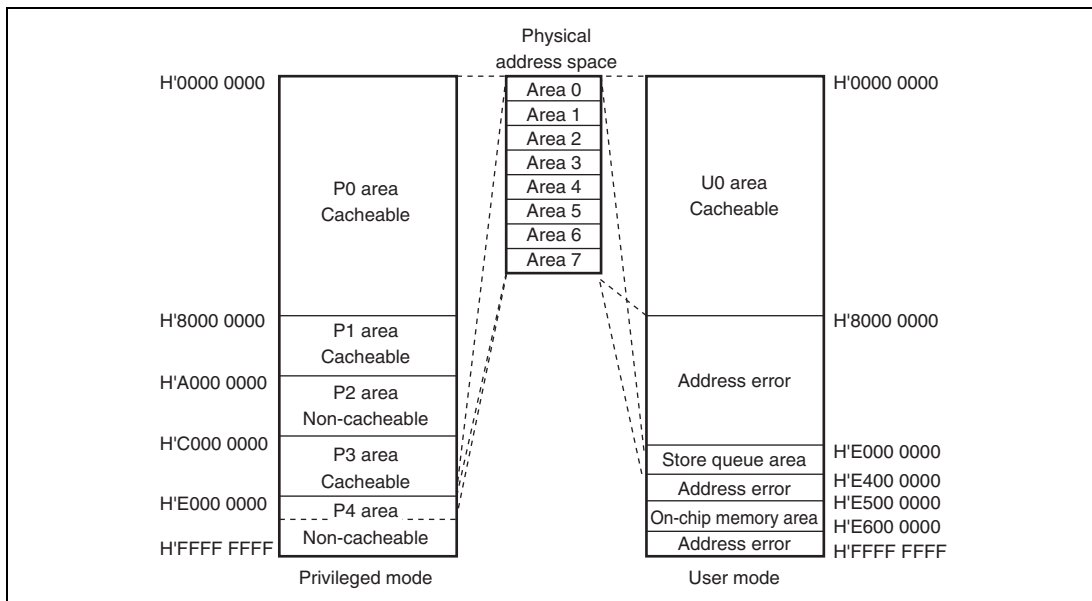 Physical
address space
H'0000 0000
P0 area
Cacheable
H'8000 0000
P1 area
Cacheable
H'A000 0000
P2 area
Non-cacheable
H'C000 0000
P3 area
Cacheable
H'E000 0000
P4 area
Non-cacheable
H'FFFF FFFF
Privileged mode
Area 0
Area 1
Area 2
Area 3
Area 4
Area 5
Area 6
Area 7
H'0000 0000
U0 area
Cacheable
H'8000 0000
Address error
H'E000 0000
Store queue area
H'E400 0000
Address error
H'E500 0000
On-chip memory area
H'E600 0000
Address error
H'FFFF FFFF
User mode